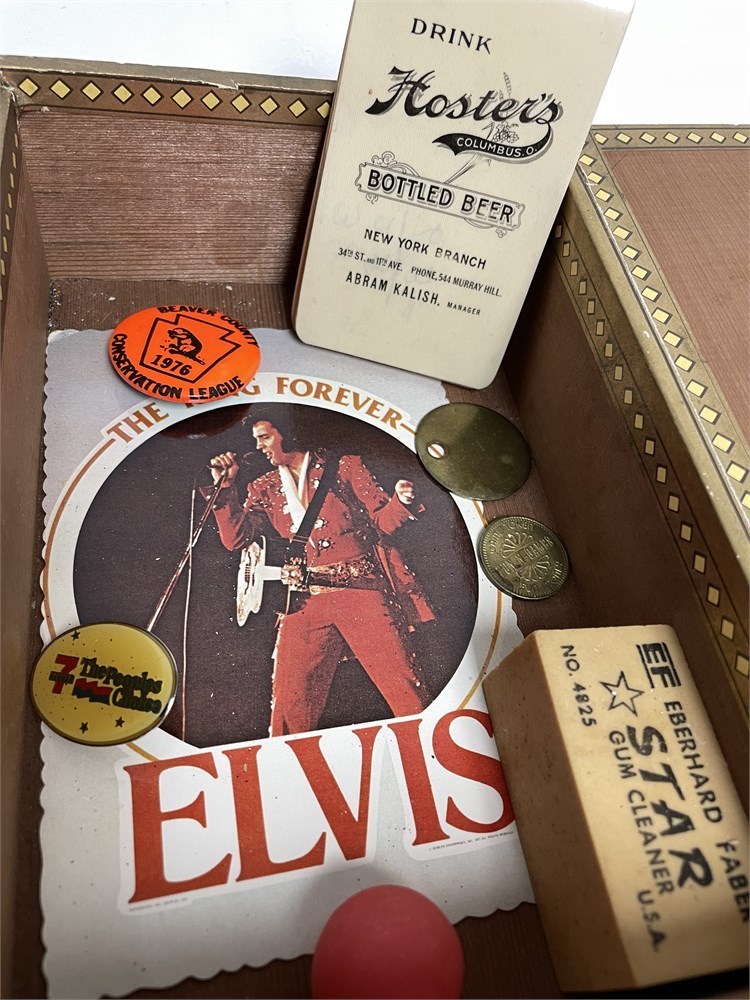 DRINK
Hoster's
COLUMBUS. O.
BOTTLED BEER
NEW YORK BRANCH
34TH ST. AND 11TH AVE. PHONE, 544 MURRAY HILL.
ABRAM KALISH, MANAGER
BEAVER COUNTY
1976
CONSERVATION LEAGUE
THE KING FOREVER
7
The Peoples
Choice
ELVIS
EF EBERHARD FABER
STAR
GUM CLEANER
NO. 4825
U.S.A.